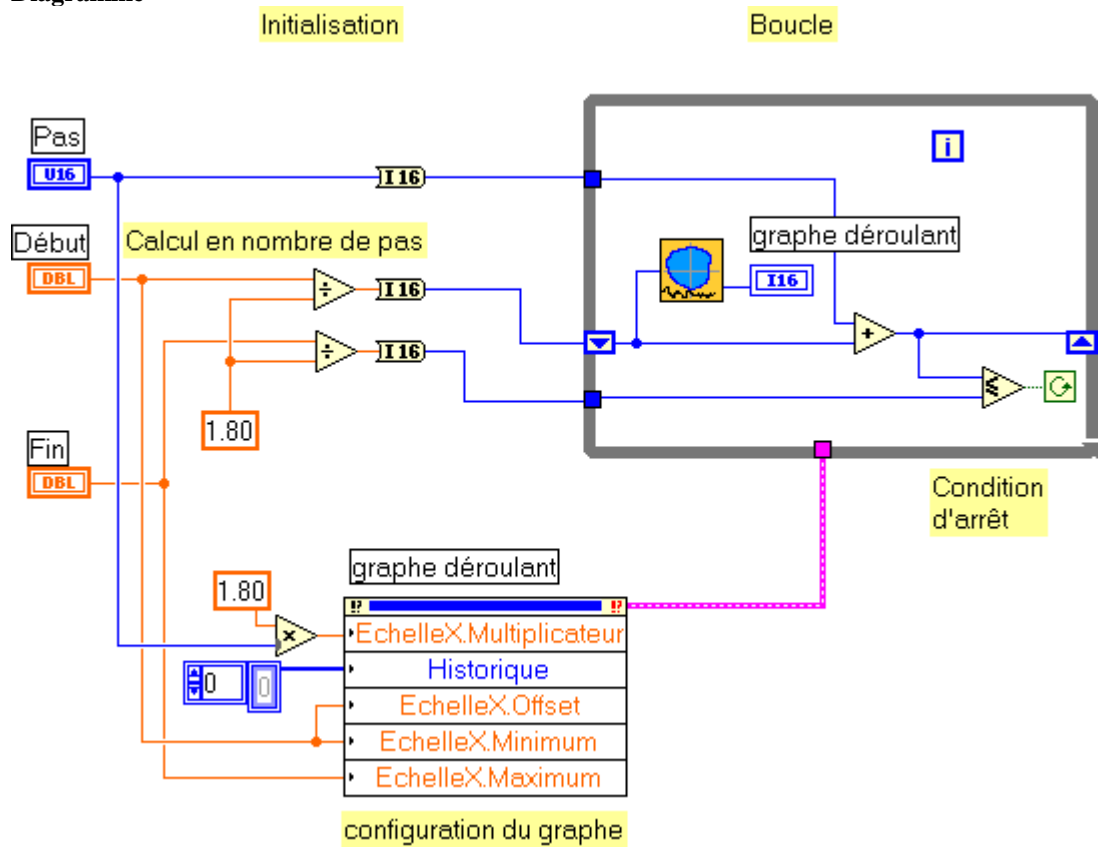 Initialisation
Boucle
Pas
U16
I16
i
Début
Calcul en nombre de pas
graphe déroulant
DBL
÷
I16
I16
+
÷
I16
≤
1.80
Fin
DBL
Condition
d'arrêt
graphe déroulant
1.80
!? !?
×
EchelleX.Multiplicateur
0 0
Historique
EchelleX.Offset
EchelleX.Minimum
EchelleX.Maximum
configuration du graphe